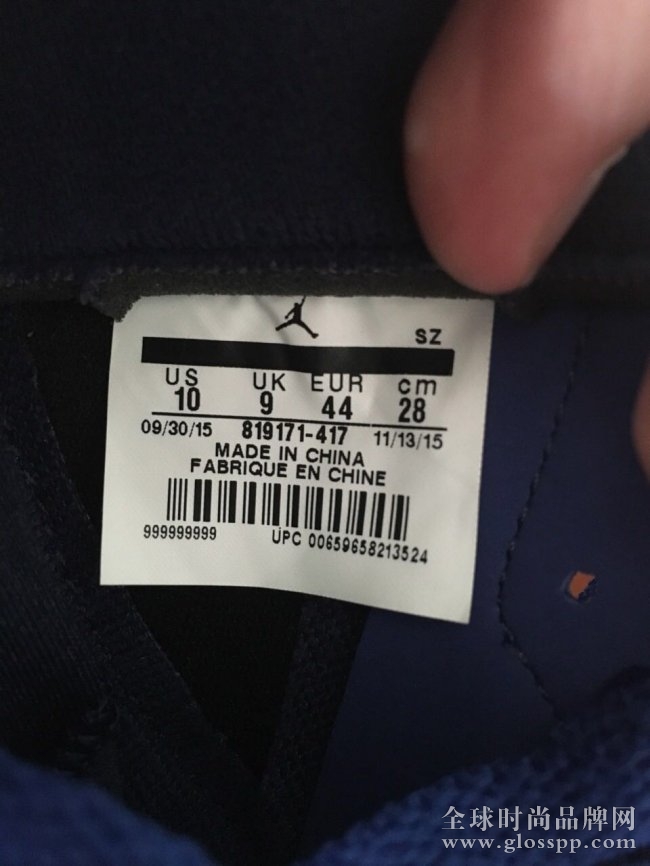 SZ
US UK EUR cm
10 9 44 28
09/30/15 819171-417 11/13/15
MADE IN CHINA
FABRIQUE EN CHINE
999999999 UPC 00659658213524
全球时尚品牌网
www.glosspp.com